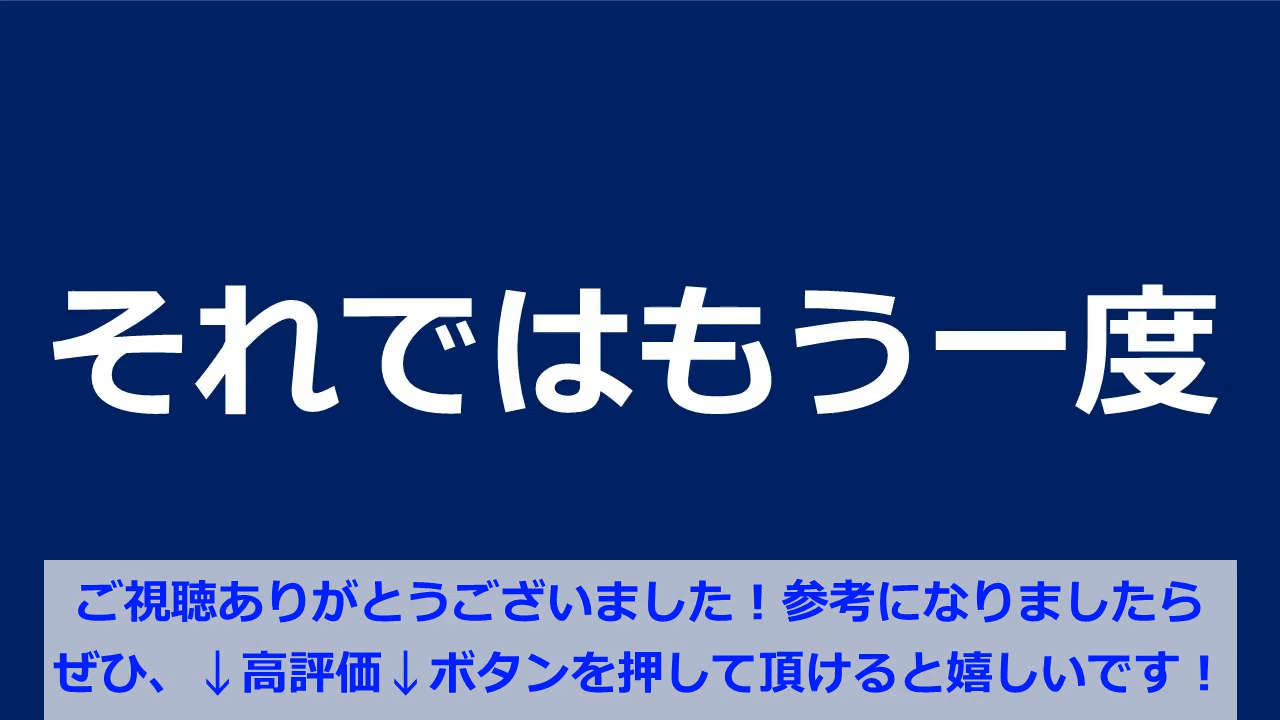 それではもう一度
ご視聴ありがとうございました！参考になりましたら
ぜひ、↓高評価↓ボタンを押して頂けると嬉しいです！